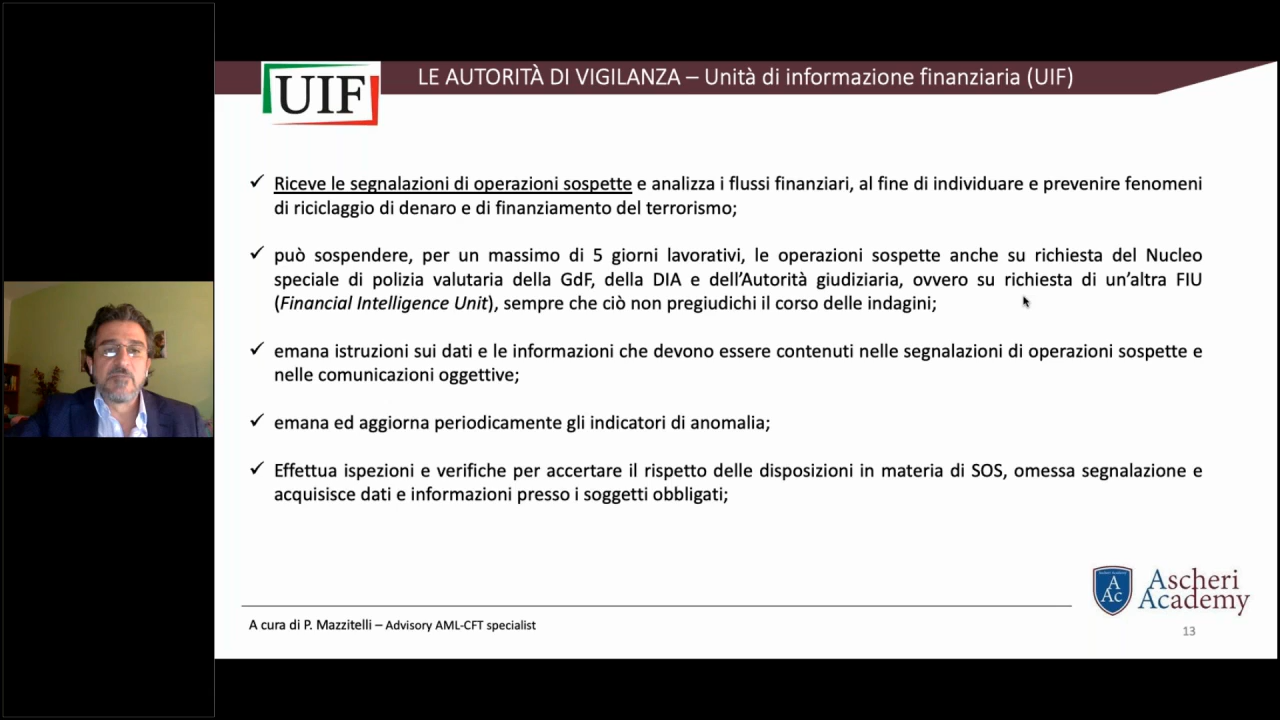 UIF
LE AUTORITÀ DI VIGILANZA – Unità di informazione finanziaria (UIF)
✓ Riceve le segnalazioni di operazioni sospette e analizza i flussi finanziari, al fine di individuare e prevenire fenomeni
di riciclaggio di denaro e di finanziamento del terrorismo;
✓ può sospendere, per un massimo di 5 giorni lavorativi, le operazioni sospette anche su richiesta del Nucleo
speciale di polizia valutaria della GdF, della DIA e dell’Autorità giudiziaria, ovvero su richiesta di un’altra FIU
(Financial Intelligence Unit), sempre che ciò non pregiudichi il corso delle indagini;
✓ emana istruzioni sui dati e le informazioni che devono essere contenuti nelle segnalazioni di operazioni sospette e
nelle comunicazioni oggettive;
✓ emana ed aggiorna periodicamente gli indicatori di anomalia;
✓ Effettua ispezioni e verifiche per accertare il rispetto delle disposizioni in materia di SOS, omessa segnalazione e
acquisisce dati e informazioni presso i soggetti obbligati;
Ascheri Academy
A
Ac
Ascheri
Academy
A cura di P. Mazzitelli – Advisory AML-CFT specialist
13